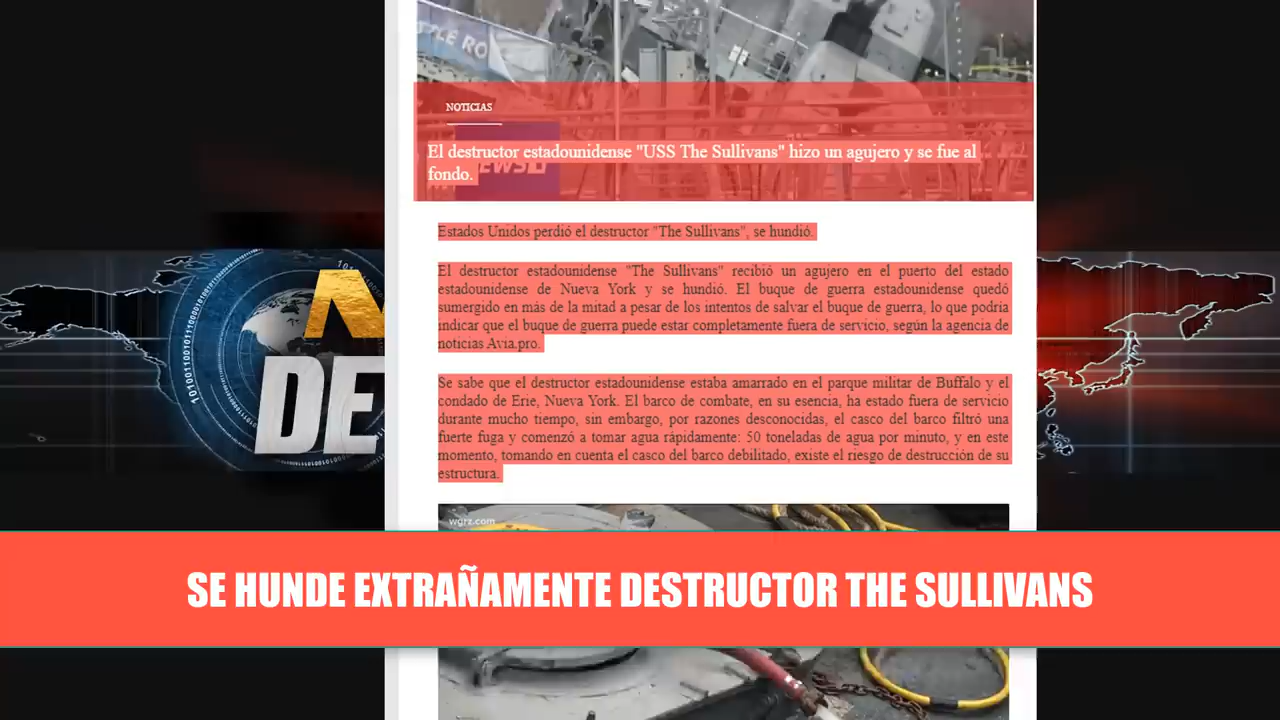 TLE RO
NOTICIAS
El destructor estadounidense "USS The Sullivans" hizo un agujero y se fue al
fondo.
EWS
Estados Unidos perdió el destructor "The Sullivans", se hundió.
El destructor estadounidense "The Sullivans" recibió un agujero en el puerto del estado
estadounidense de Nueva York y se hundió. El buque de guerra estadounidense quedó
sumergido en más de la mitad a pesar de los intentos de salvar el buque de guerra, lo que podría
indicar que el buque de guerra puede estar completamente fuera de servicio, según la agencia de
noticias Avia.pro.
Se sabe que el destructor estadounidense estaba amarrado en el parque militar de Buffalo y el
condado de Erie, Nueva York. El barco de combate, en su esencia, ha estado fuera de servicio
durante mucho tiempo, sin embargo, por razones desconocidas, el casco del barco filtró una
fuerte fuga y comenzó a tomar agua rápidamente: 50 toneladas de agua por minuto, y en este
momento, tomando en cuenta el casco del barco debilitado, existe el riesgo de destrucción de su
estructura.
DE
wgrz.com
SE HUNDE EXTRAÑAMENTE DESTRUCTOR THE SULLIVANS